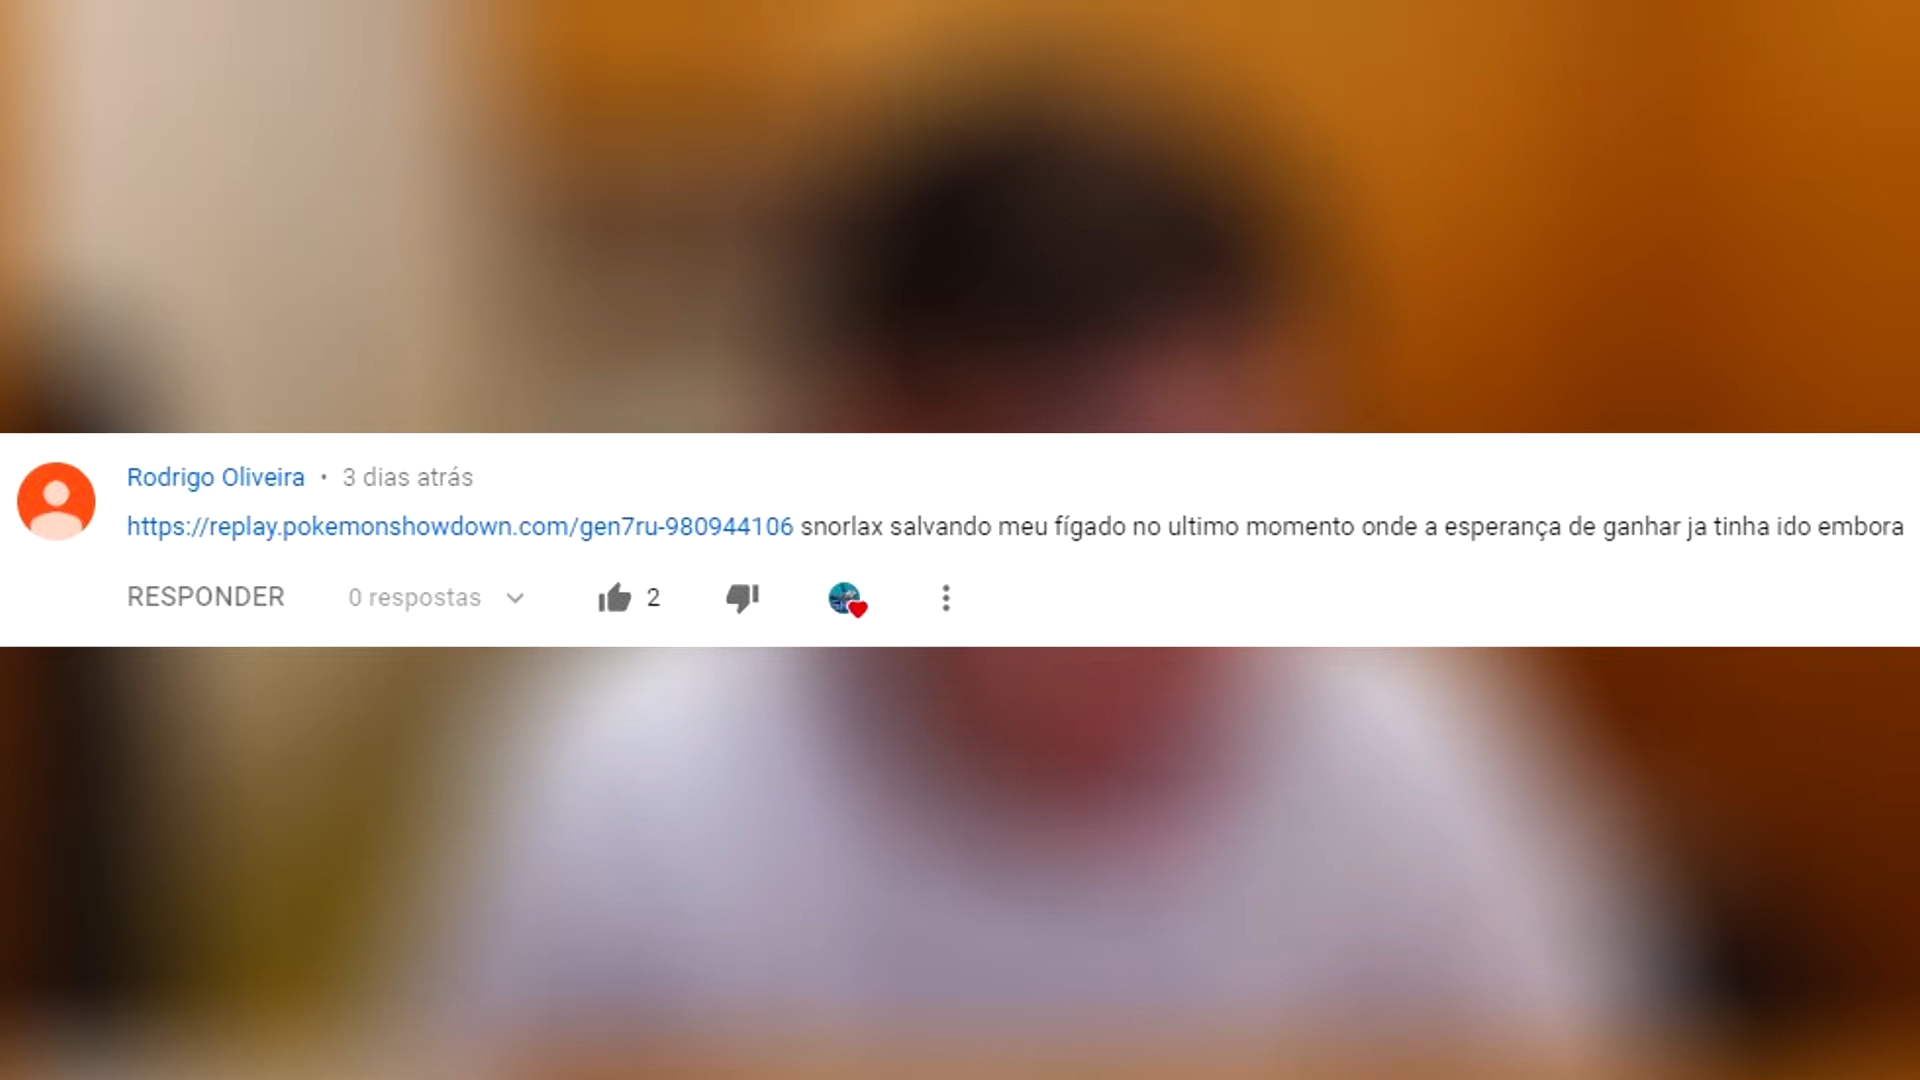 Rodrigo Oliveira • 3 dias atrás
https://replay.pokemonshowdown.com/gen7ru-980944106 snorlax salvando meu fígado no ultimo momento onde a esperança de ganhar ja tinha ido embora
RESPONDER 0 respostas 2